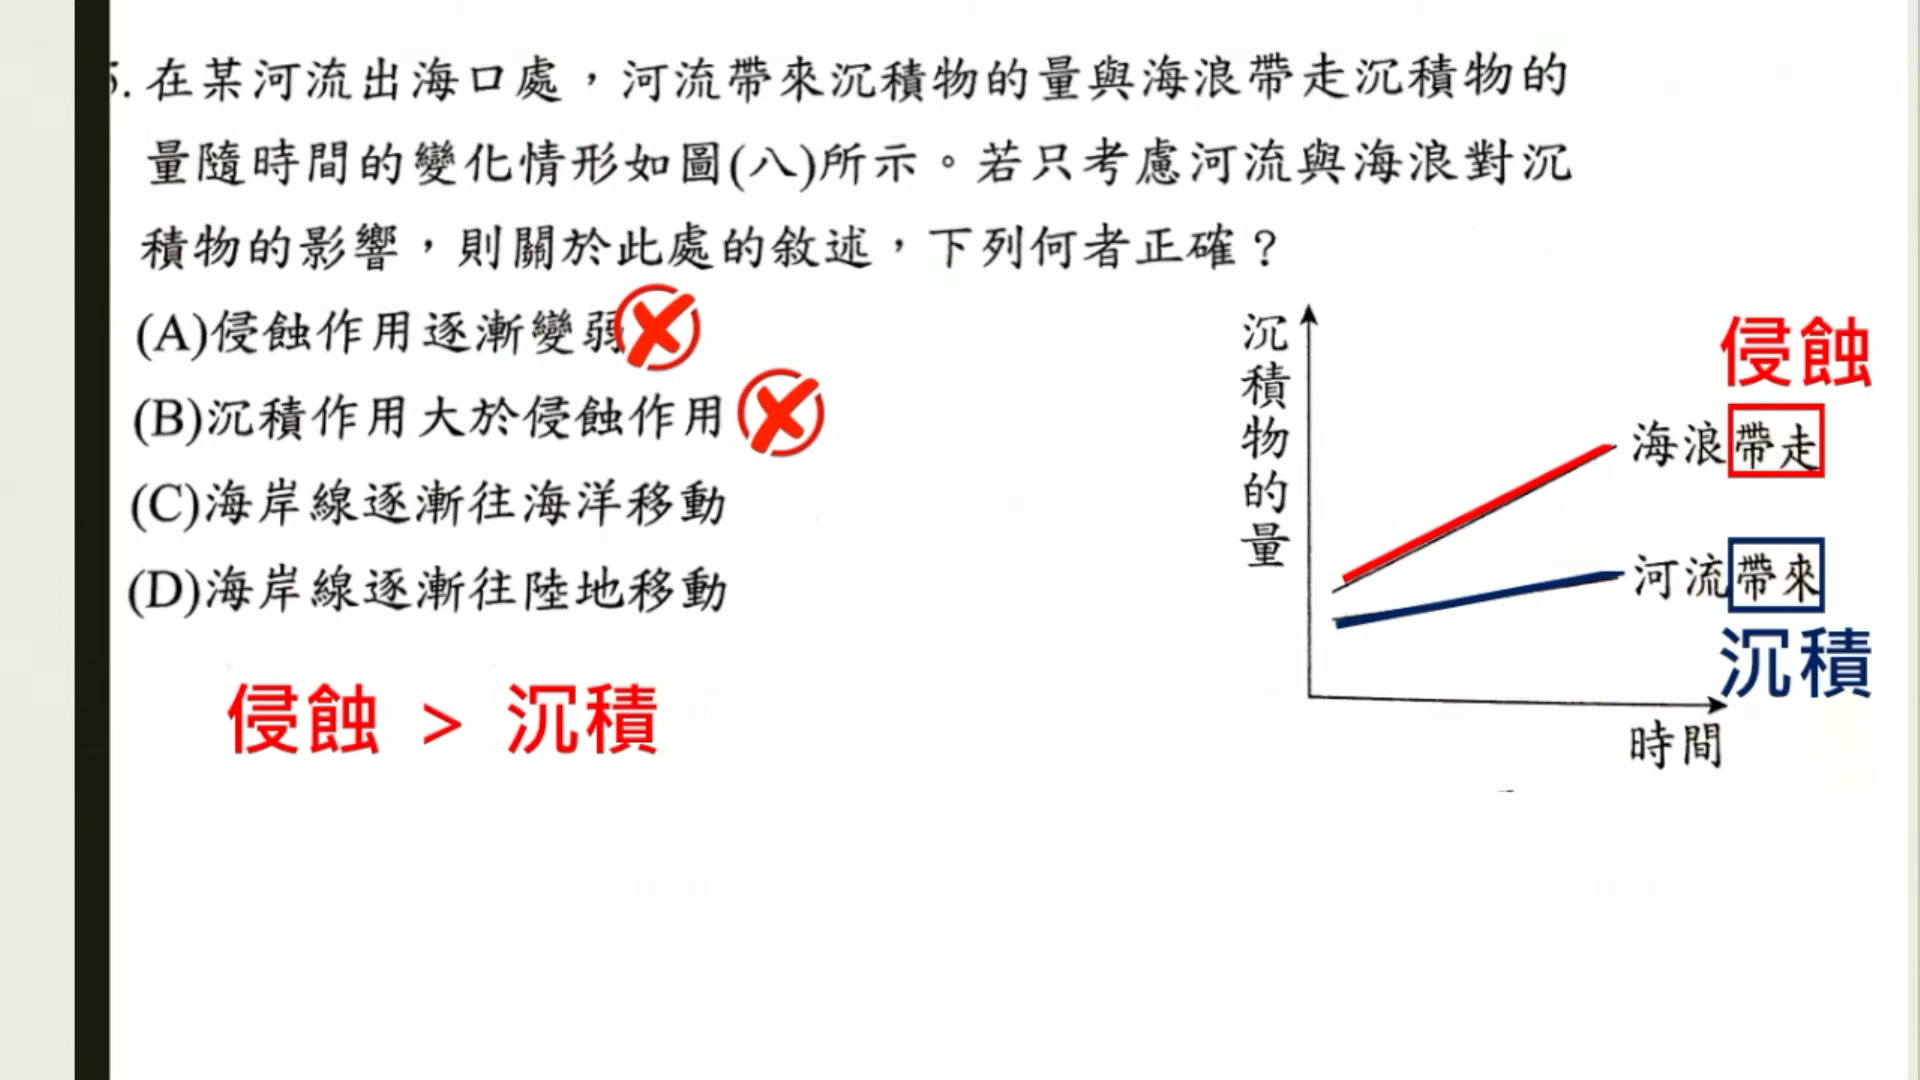 5. 在某河流出海口處，河流帶來沉積物的量與海浪帶走沉積物的
量隨時間的變化情形如圖(八)所示。若只考慮河流與海浪對沉
積物的影響，則關於此處的敘述，下列何者正確？
(A)侵蝕作用逐漸變弱
(B)沉積作用大於侵蝕作用
(C)海岸線逐漸往海洋移動
(D)海岸線逐漸往陸地移動
侵蝕 > 沉積
沉積物的量
侵蝕
海浪帶走
河流帶來
沉積
時間